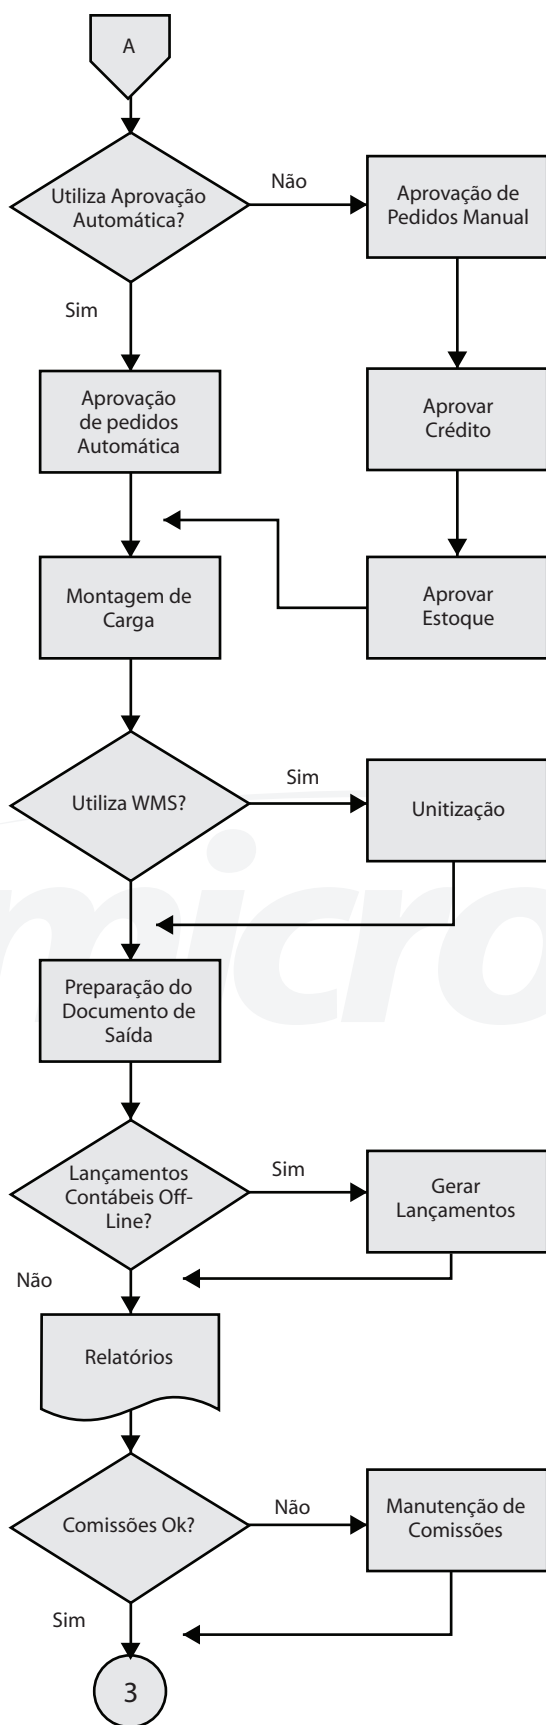 A
Utiliza Aprovação
Automática?
Não
Aprovação de
Pedidos Manual
Sim
Aprovação
de pedidos
Automática
Aprovar
Crédito
Montagem de
Carga
Aprovar
Estoque
Utiliza WMS?
Sim
Unitização
micro
Preparação do
Documento de
Saída
Lançamentos
Contábeis Off-
Line?
Sim
Gerar
Lançamentos
Não
Relatórios
Comissões Ok?
Não
Manutenção de
Comissões
Sim
3